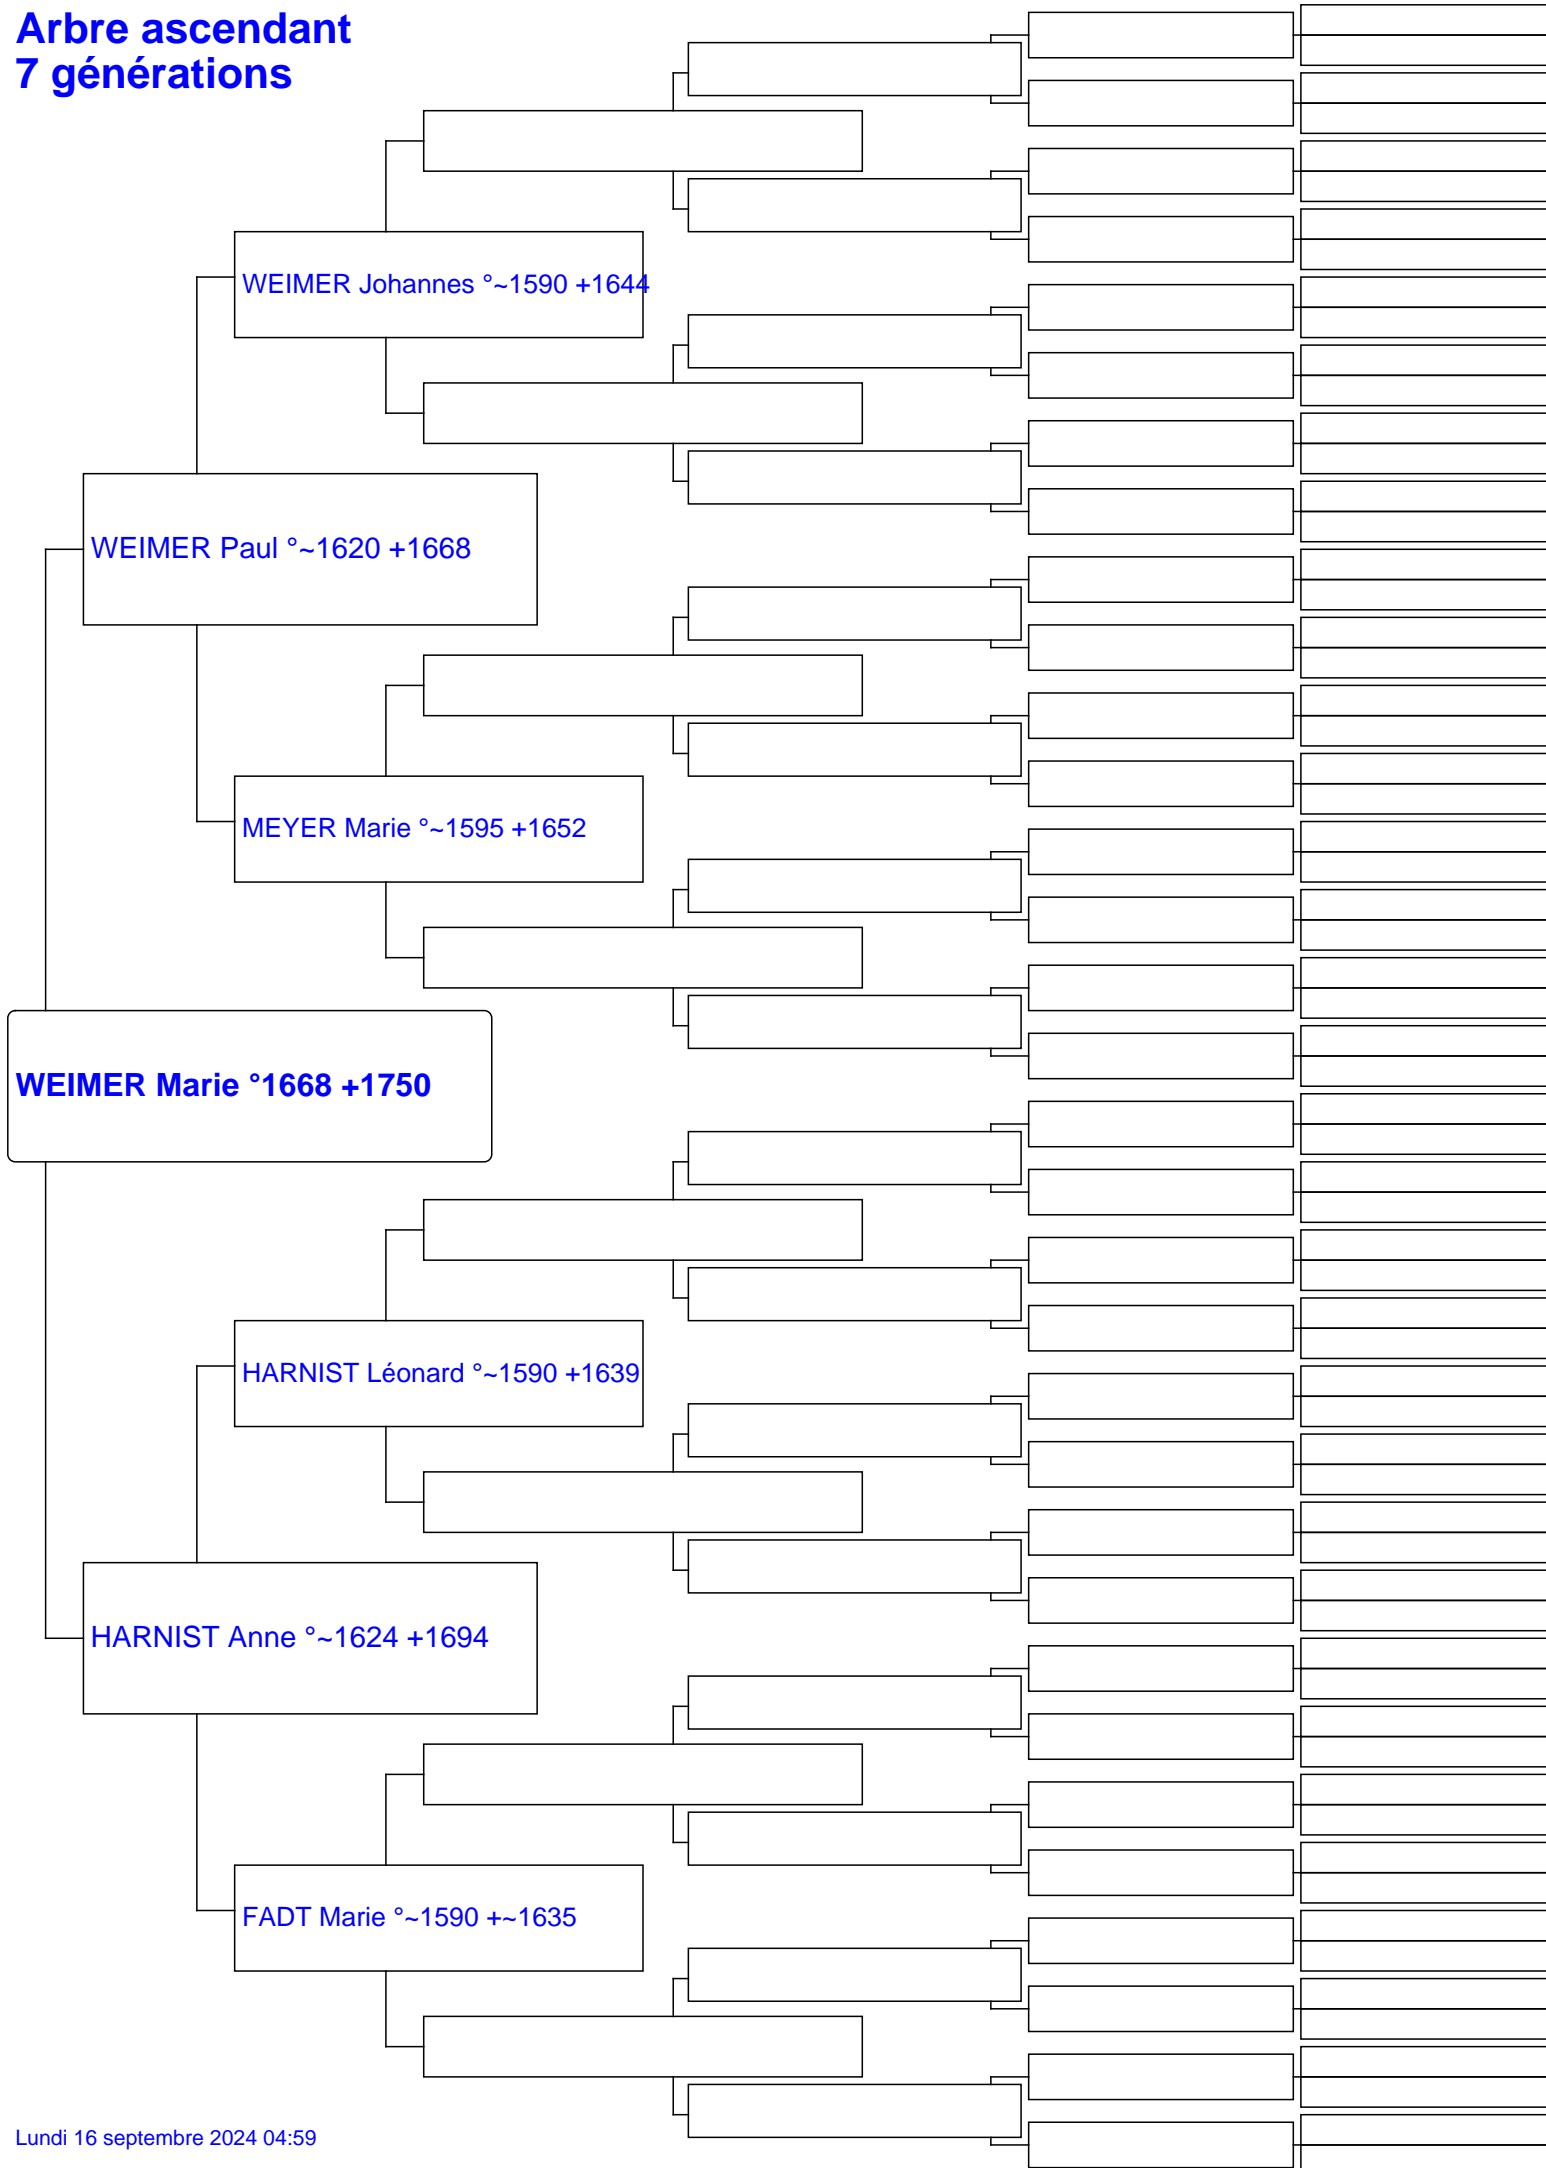 Arbre ascendant
7 générations
WEIMER Johannes °~1590 +1644
WEIMER Paul °~1620 +1668
MEYER Marie °~1595 +1652
WEIMER Marie °1668 +1750
HARNIST Léonard °~1590 +1639
HARNIST Anne °~1624 +1694
FADT Marie °~1590 +~1635
Lundi 16 septembre 2024 04:59